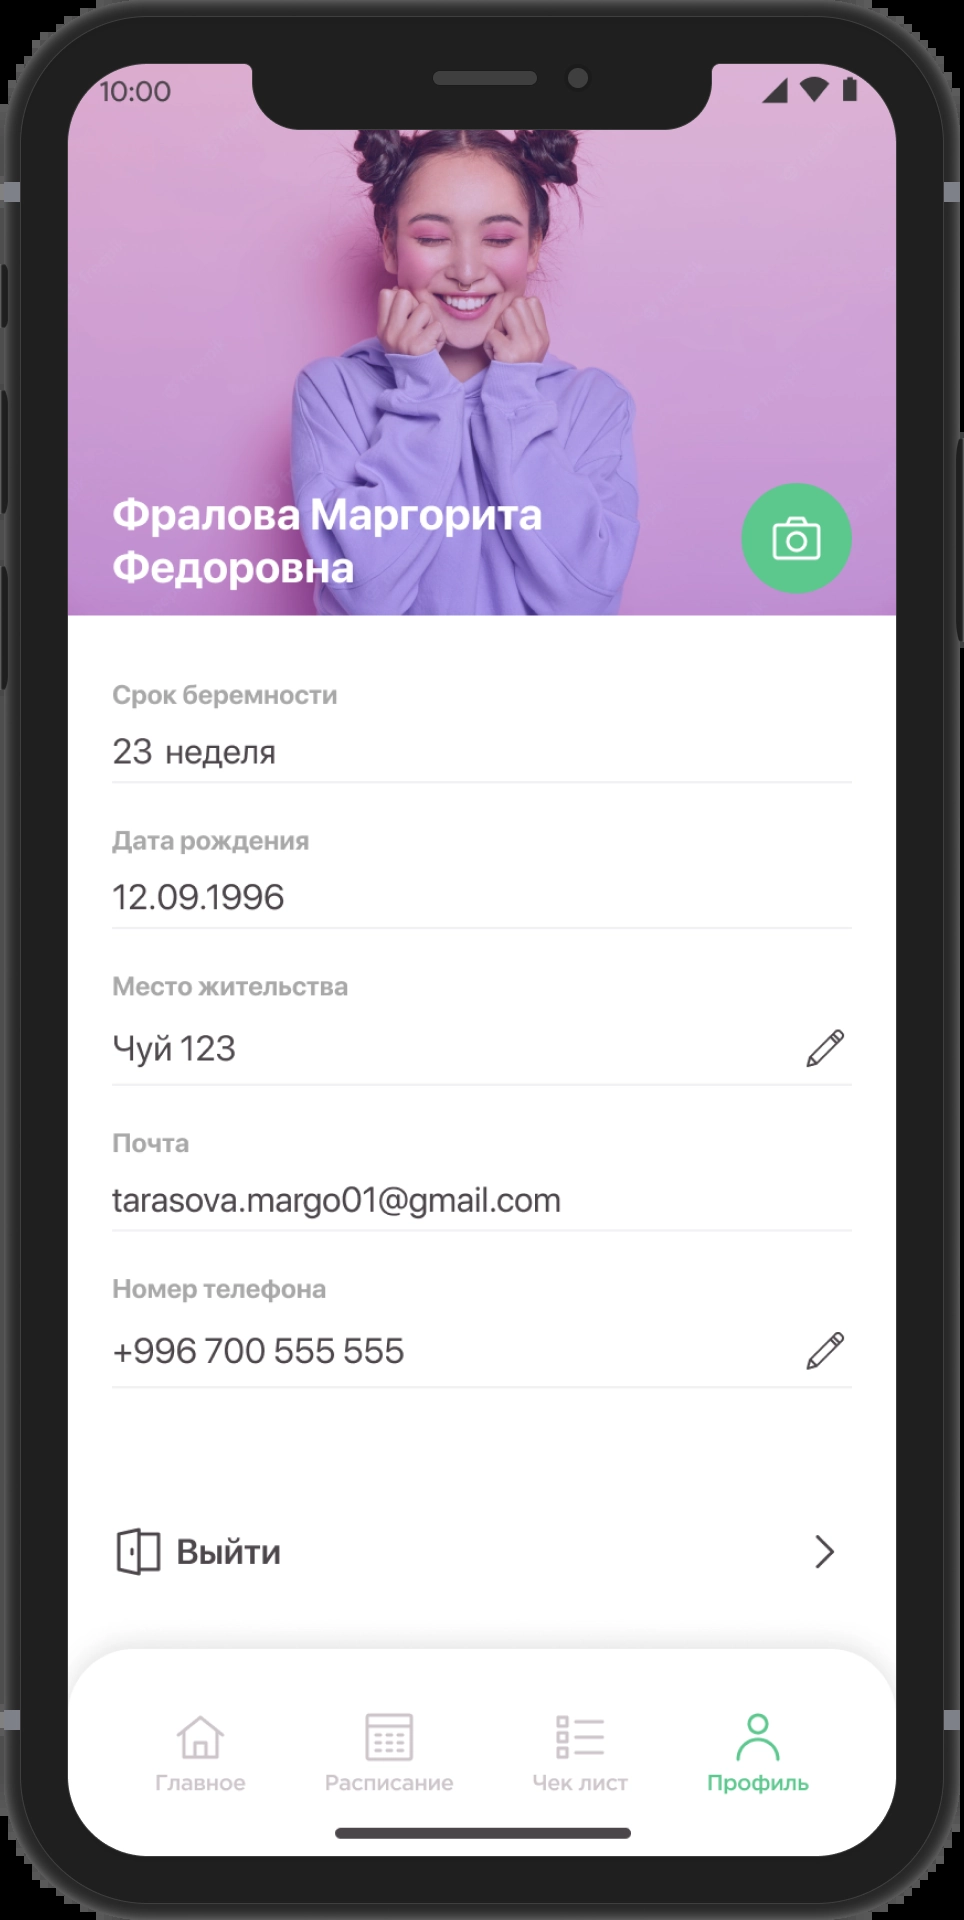 10:00
Фралова Маргорита
Федоровна
Срок беремности
23 неделя
Дата рождения
12.09.1996
Место жительства
Чуй 123
Почта
tarasova.margo01@gmail.com
Номер телефона
+996 700 555 555
Выйти
Главное
Расписание
Чек лист
Профиль